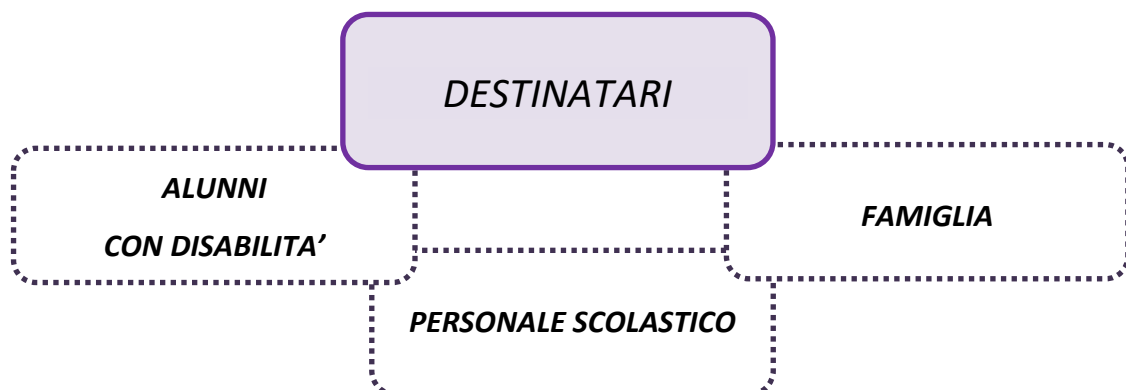 DESTINATARI
ALUNNI
CON DISABILITA’
FAMIGLIA
PERSONALE SCOLASTICO